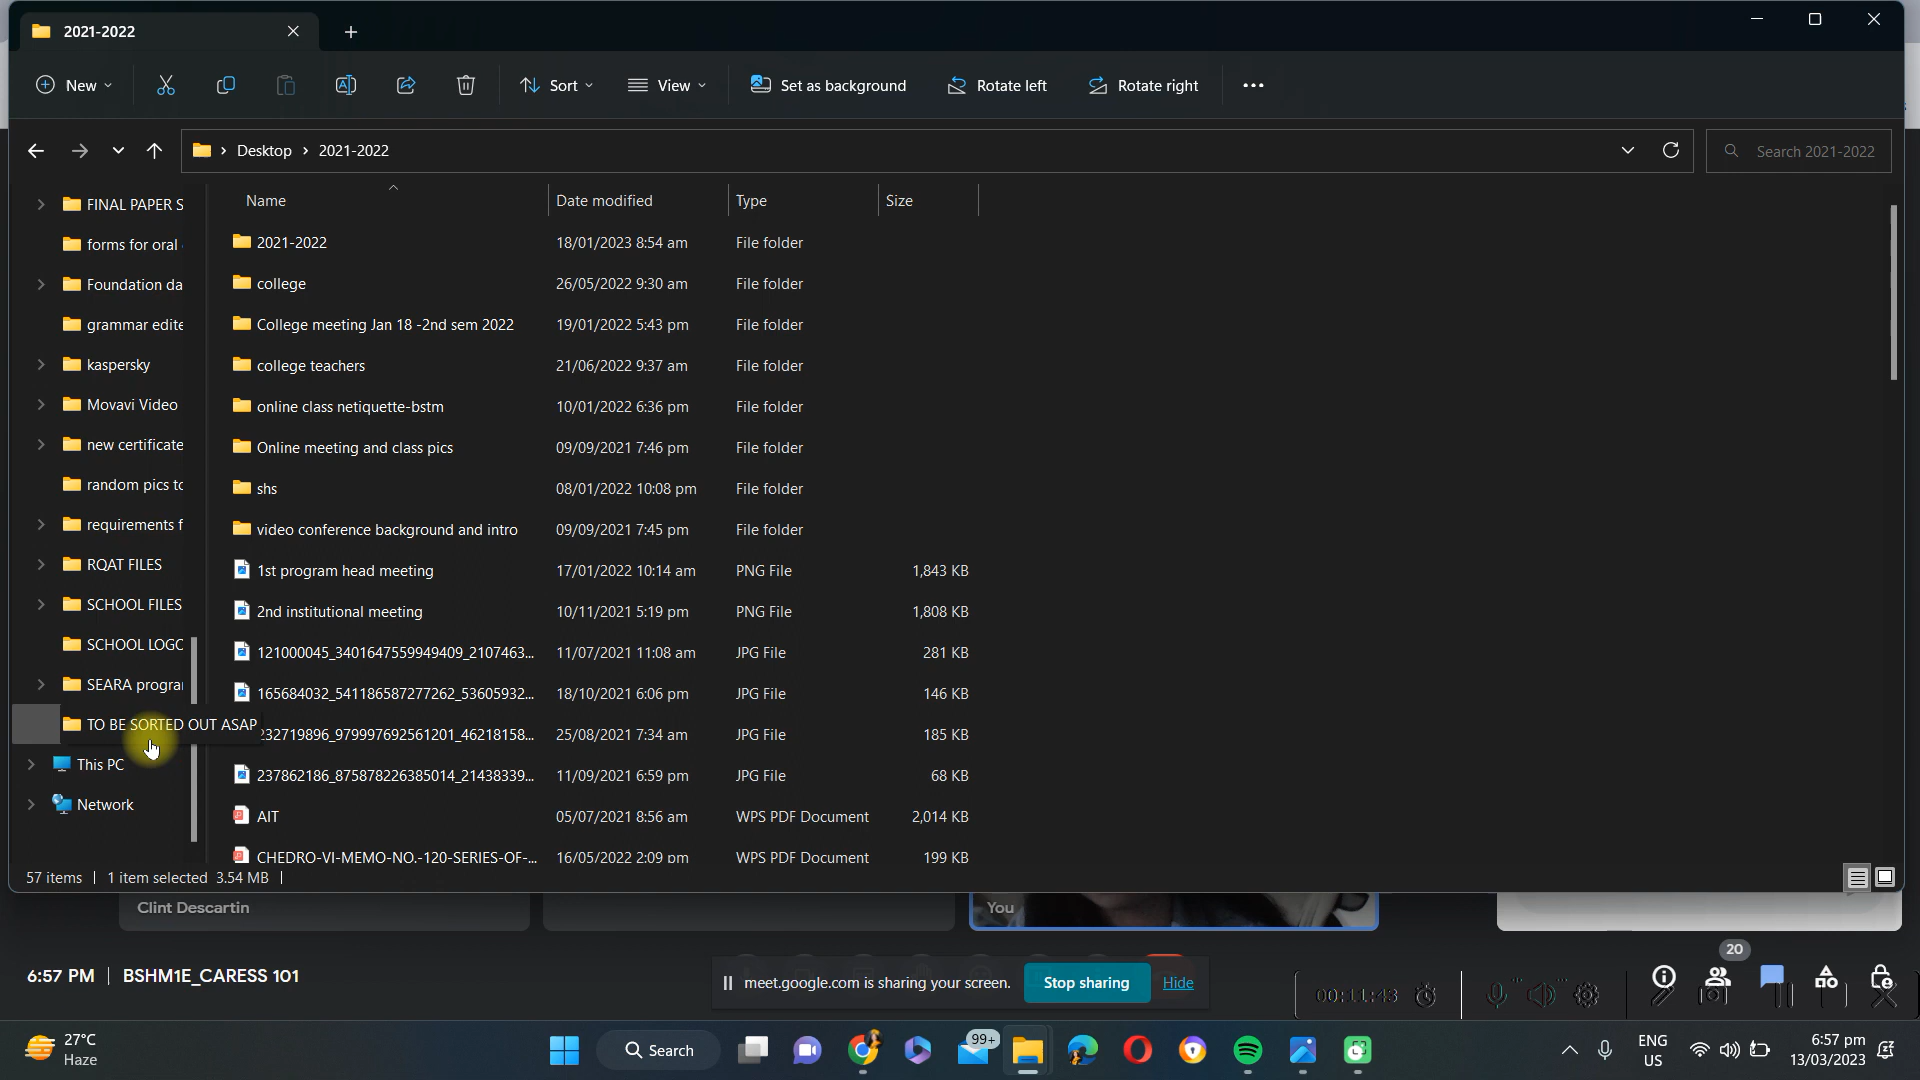 2021-2022
New
Sort
View
Set as background
Rotate left
Rotate right
Desktop
2021-2022
Search 2021-2022
FINAL PAPER S
forms for oral
Foundation da
grammar edite
kaspersky
Movavi Video
new certificate
random pics to
requirements f
RQAT FILES
SCHOOL FILES
SCHOOL LOGO
SEARA progra
TO BE SORTED OUT ASAP
This PC
Network
Name Date modified Type Size
2021-2022 18/01/2023 8:54 am File folder
college 26/05/2022 9:30 am File folder
College meeting Jan 18 -2nd sem 2022 19/01/2022 5:43 pm File folder
college teachers 21/06/2022 9:37 am File folder
online class netiquette-bstm 10/01/2022 6:36 pm File folder
Online meeting and class pics 09/09/2021 7:46 pm File folder
shs 08/01/2022 10:08 pm File folder
video conference background and intro 09/09/2021 7:45 pm File folder
1st program head meeting 17/01/2022 10:14 am PNG File 1,843 KB
2nd institutional meeting 10/11/2021 5:19 pm PNG File 1,808 KB
121000045_3401647559949409_2107463... 11/07/2021 11:08 am JPG File 281 KB
165684032_541186587277262_53605932... 18/10/2021 6:06 pm JPG File 146 KB
232719896_979997692561201_46218158... 25/08/2021 7:34 am JPG File 185 KB
237862186_875878226385014_21438339... 11/09/2021 6:59 pm JPG File 68 KB
AIT 05/07/2021 8:56 am WPS PDF Document 2,014 KB
CHEDRO-VI-MEMO-NO.-120-SERIES-OF-... 16/05/2022 2:09 pm WPS PDF Document 199 KB
57 items 1 item selected 3.54 MB
Clint Descartin
You
20
6:57 PM | BSHM1E_CARESS 101
meet.google.com is sharing your screen. Stop sharing Hide
00:11:43
27°C
Haze
Search
99+
ENG
US
6:57 pm
13/03/2023